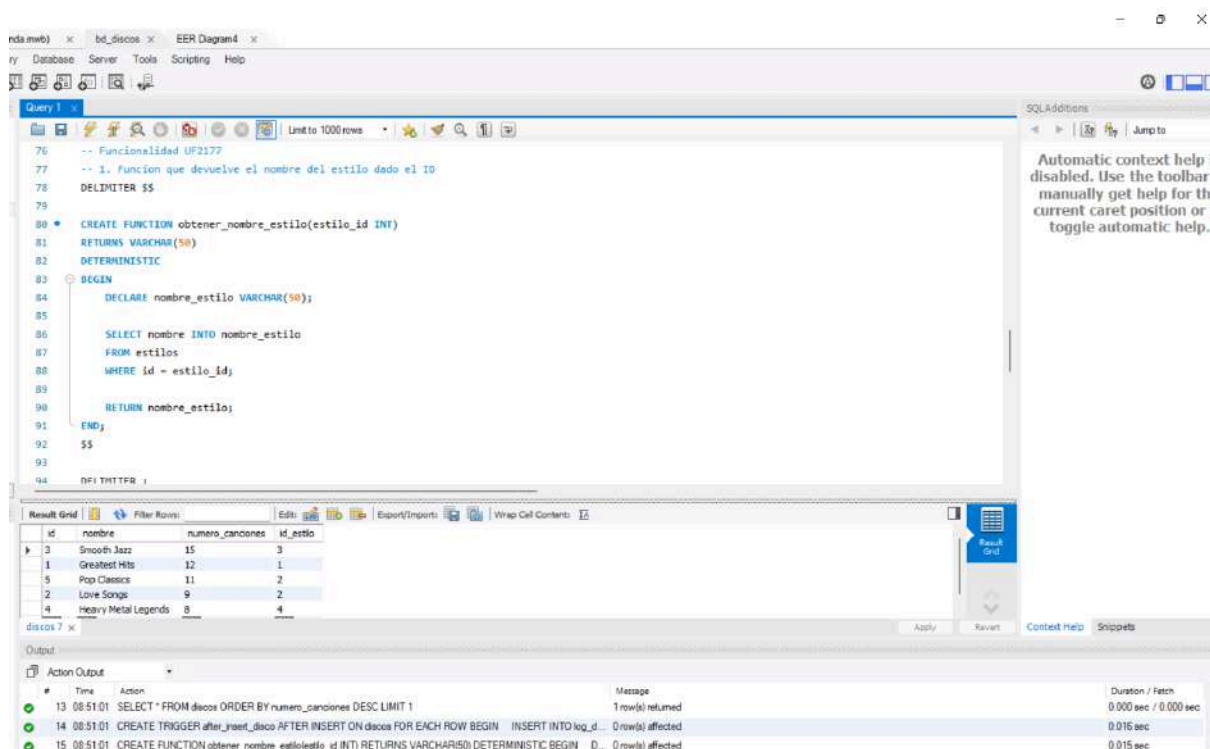 nda.mwb) × bd_discos × EER Diagram4 ×
ry Database Server Tools Scripting Help
Query 1 ×
Limit to 1000 rows
76 -- Funcionalidad UF2177
77 -- 1. Funcion que devuelve el nombre del estilo dado el ID
78 DELIMITER $$
79
80 CREATE FUNCTION obtener_nombre_estilo(estilo_id INT)
81 RETURNS VARCHAR(50)
82 DETERMINISTIC
83 BEGIN
84 DECLARE nombre_estilo VARCHAR(50);
85
86 SELECT nombre INTO nombre_estilo
87 FROM estilos
88 WHERE id = estilo_id;
89
90 RETURN nombre_estilo;
91 END;
92 $$
93
94 DELIMITER ;
SQLAdditions
Jump to
Automatic context help
disabled. Use the toolbar
manually get help for th
current caret position or
toggle automatic help.
Result Grid Filter Rows: Edit: Export/Import: Wrap Cell Content: IA
id nombre numero_canciones id_estilo
3 Smooth Jazz 15 3
1 Greatest Hits 12 1
5 Pop Classics 11 2
2 Love Songs 9 2
4 Heavy Metal Legends 8 4
Result Grid
discos 7 × Apply Revert Context Help Snippets
Output
Action Output
# Time Action Message Duration / Fetch
13 08:51:01 SELECT * FROM discos ORDER BY numero_canciones DESC LIMIT 1 1 row(s) returned 0.000 sec / 0.000 sec
14 08:51:01 CREATE TRIGGER after_insert_disco AFTER INSERT ON discos FOR EACH ROW BEGIN INSERT INTO log_d... 0 row(s) affected 0.016 sec
15 08:51:01 CREATE FUNCTION obtener_nombre_estilo(estilo_id INT) RETURNS VARCHAR(50) DETERMINISTIC BEGIN D... 0 row(s) affected 0.015 sec